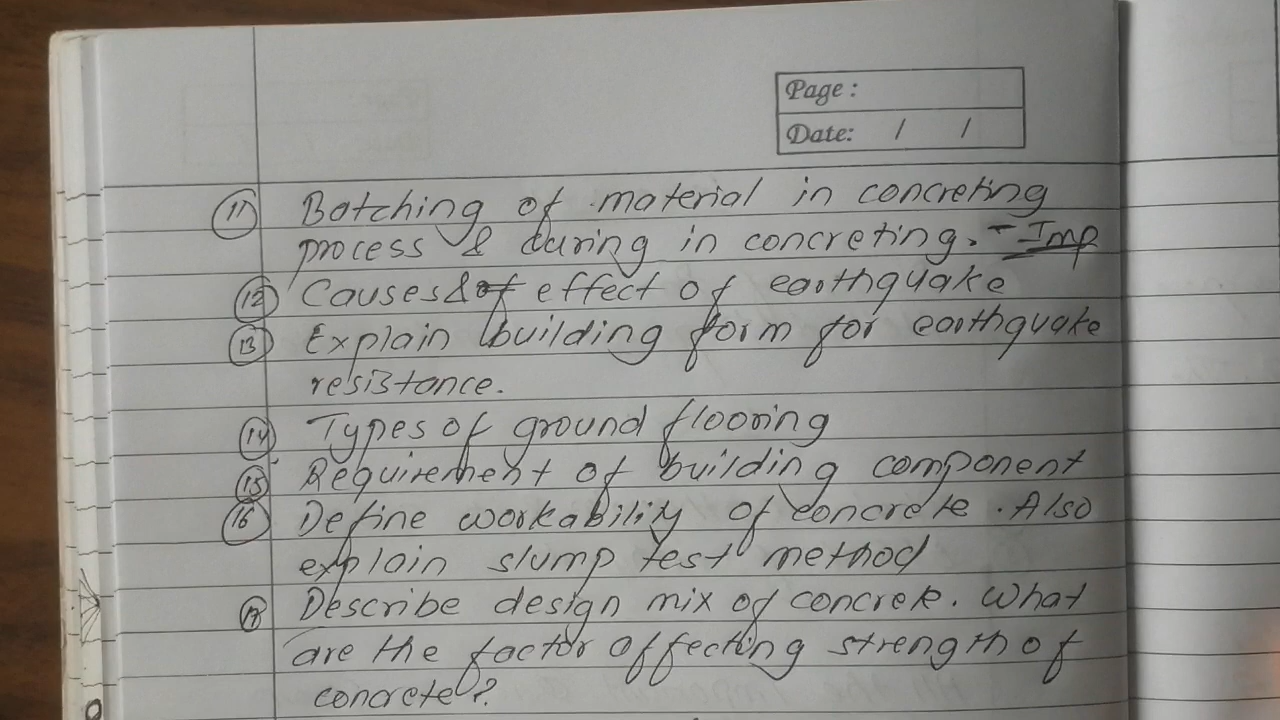 Page :
Date: / /
11 Batching of material in concreting
process & curing in concreting. - Imp
12 Causes & of effect of earthquake
13 Explain building form for earthquake
resistance.
14 Types of ground flooring
15 Requirement of building component
16 Define workability of concrete. Also
explain slump test method
17 Describe design mix of concrete. What
are the factor affecting strength of
concrete?